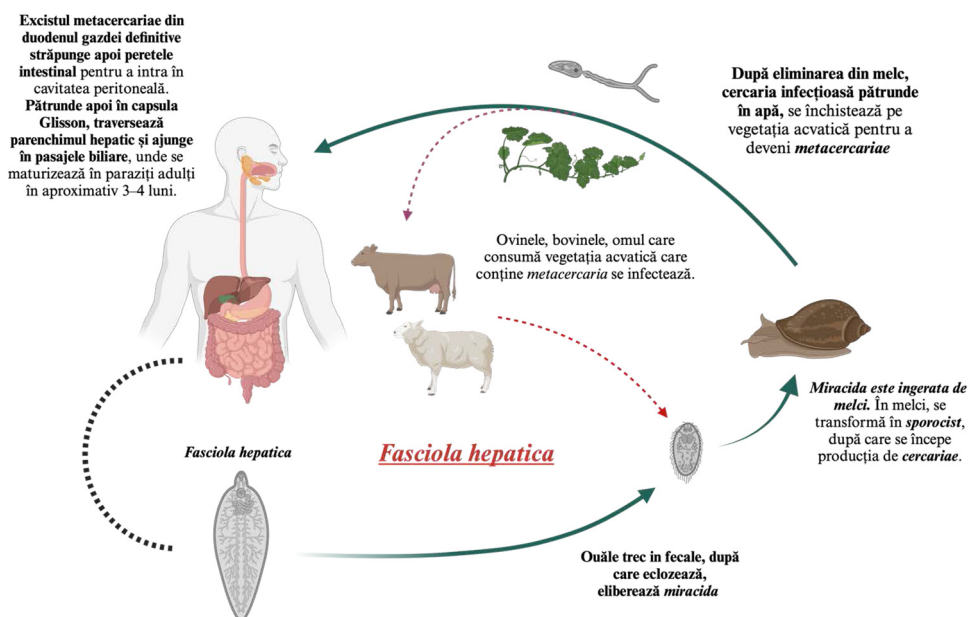 Excistul metacercariae din
duodenul gazdei definitive
străpunge apoi peretele
intestinal pentru a intra în
cavitatea peritoneală.
Pătrunde apoi în capsula
Glisson, traversează
parenchimul hepatic și ajunge
în pasajele biliare, unde se
maturizează în paraziți adulți
în aproximativ 3–4 luni.
După eliminarea din melc,
cercaria infecțioasă pătrunde
în apă, se închistează pe
vegetația acvatică pentru a
deveni metacercariae
Ovinele, bovinele, omul care
consumă vegetația acvatică care
conține metacercaria se infectează.
Miracida este ingerata de
melci. În melci, se
transformă în sporocist,
după care se începe
producția de cercariae.
Fasciola hepatica
Fasciola hepatica
Ouăle trec in fecale, după
care eclozează,
eliberează miracida